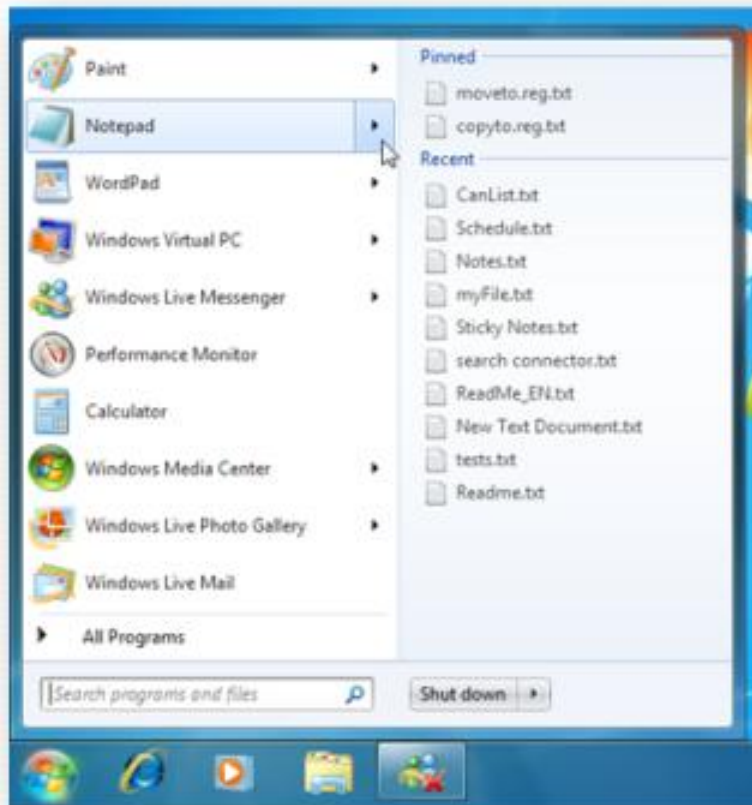 Paint
Notepad
WordPad
Windows Virtual PC
Windows Live Messenger
Performance Monitor
Calculator
Windows Media Center
Windows Live Photo Gallery
Windows Live Mail
All Programs
Search programs and files
Pinned
moveto.reg.txt
copyto.reg.txt
Recent
CanList.txt
Schedule.txt
Notes.txt
myFile.txt
Sticky Notes.txt
search connector.txt
ReadMe_EN.txt
New Text Document.txt
tests.txt
Readme.txt
Shut down